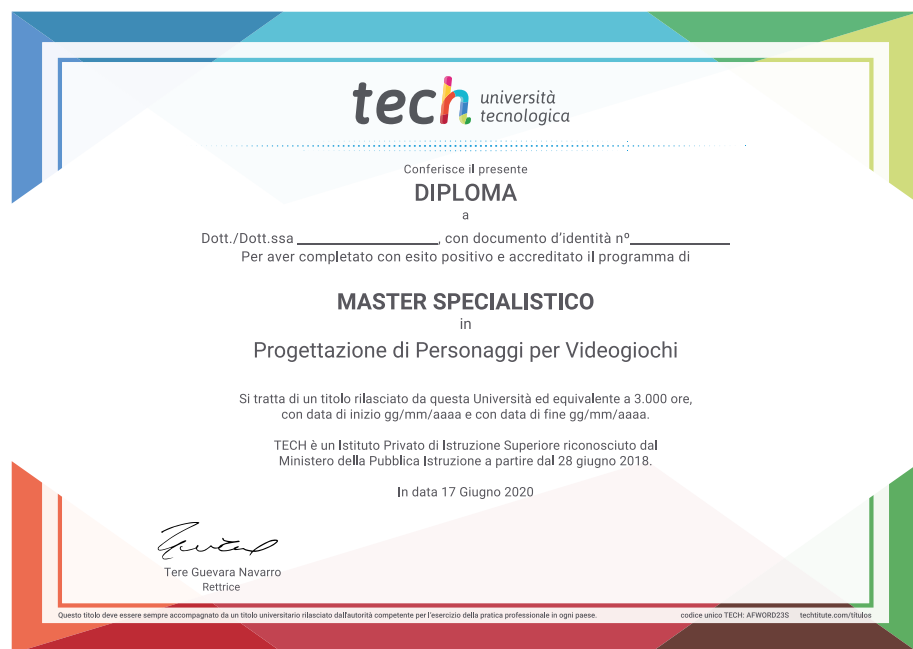 tech università
tecnologica
Conferisce il presente
DIPLOMA
a
Dott./Dott.ssa ____________________, con documento d'identità nº______________
Per aver completato con esito positivo e accreditato il programma di
MASTER SPECIALISTICO
in
Progettazione di Personaggi per Videogiochi
Si tratta di un titolo rilasciato da questa Università ed equivalente a 3.000 ore,
con data di inizio gg/mm/aaaa e con data di fine gg/mm/aaaa.
TECH è un Istituto Privato di Istruzione Superiore riconosciuto dal
Ministero della Pubblica Istruzione a partire dal 28 giugno 2018.
In data 17 Giugno 2020
Tere Guevara Navarro
Rettrice
Questo titolo deve essere sempre accompagnato da un titolo universitario rilasciato dall'autorità competente per l'esercizio della pratica professionale in ogni paese. codice unico TECH: AFWORD23S techtitute.com/titulos